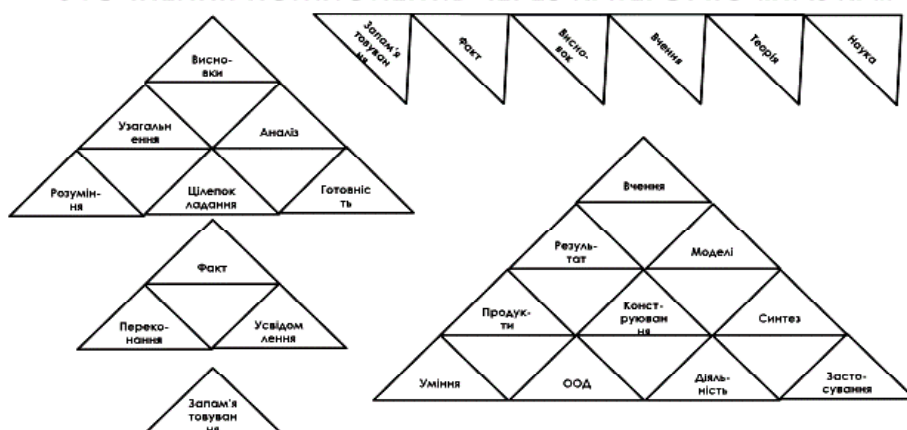 Запам'я
товуван
ня
Факт
Висно-
вок
Вчення
Теорія
Наука
Висно-
вки
Узагальн
ення
Аналіз
Розумін-
ня
Цілепок
ладання
Готовніс
ть
Факт
Переко-
нання
Усвідом
лення
Запам'я
товуван
ня
Вчення
Резуль-
тат
Моделі
Продук-
ти
Конст-
руюван
ня
Синтез
Уміння
ООД
Діяль-
ність
Засто-
сування